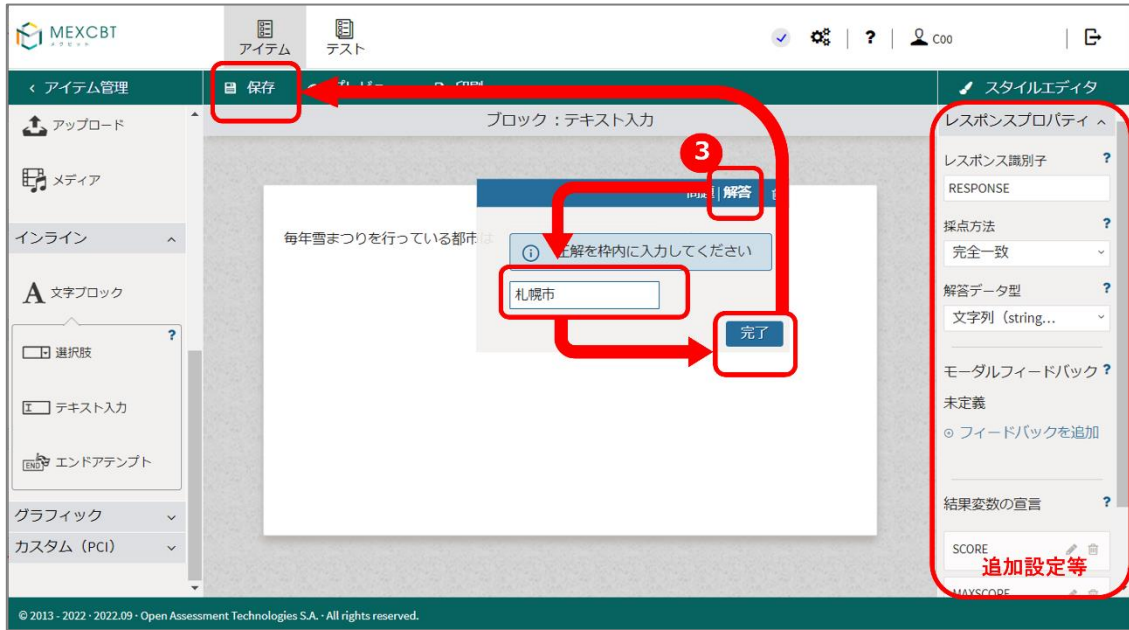 MEXCBT
メクビット
アイテム
テスト
?
C00
アイテム管理
保存
スタイルエディタ
アップロード
メディア
インライン
文字ブロック
?
選択肢
テキスト入力
END
エンドアテンプト
グラフィック
カスタム（PCI）
ブロック：テキスト入力
3
|解答
毎年雪まつりを行っている都市は
正解を枠内に入力してください
札幌市
完了
レスポンスプロパティ
レスポンス識別子 ?
RESPONSE
採点方法 ?
完全一致
解答データ型 ?
文字列（string...
モーダルフィードバック ?
未定義
フィードバックを追加
結果変数の宣言 ?
SCORE
追加設定等
MAXSCORE
© 2013 - 2022 · 2022.09 · Open Assessment Technologies S.A. · All rights reserved.